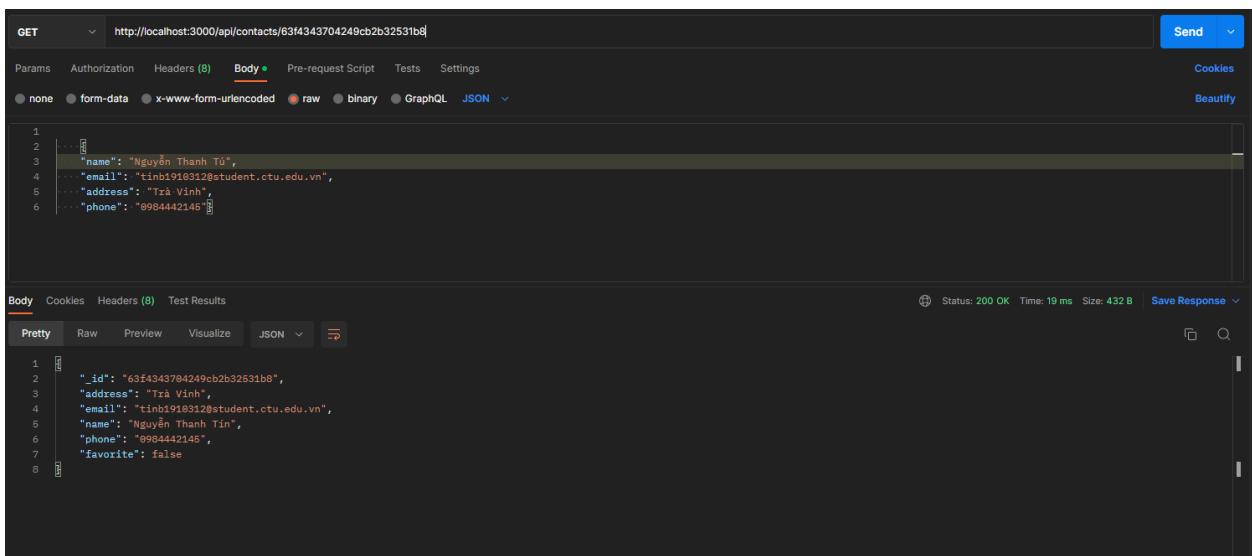 GET http://localhost:3000/api/contacts/63f4343704249cb2b32531b8 Send
Params Authorization Headers (8) Body Pre-request Script Tests Settings Cookies
none form-data x-www-form-urlencoded raw binary GraphQL JSON Beautify
1
2 {
3 "name": "Nguyễn Thanh Tú",
4 "email": "tinb1910312@student.ctu.edu.vn",
5 "address": "Trà Vinh",
6 "phone": "0984442145"}
Body Cookies Headers (8) Test Results Status: 200 OK Time: 19 ms Size: 432 B Save Response
Pretty Raw Preview Visualize JSON
1 {
2 "_id": "63f4343704249cb2b32531b8",
3 "address": "Trà Vinh",
4 "email": "tinb1910312@student.ctu.edu.vn",
5 "name": "Nguyễn Thanh Tín",
6 "phone": "0984442145",
7 "favorite": false
8 }